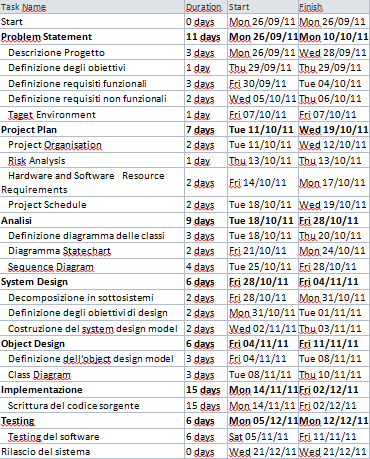 Task Name Duration Start Finish
Start 0 days Mon 26/09/11 Mon 26/09/11
Problem Statement 11 days Mon 26/09/11 Mon 10/10/11
Descrizione Progetto 3 days Mon 26/09/11 Wed 28/09/11
Definizione degli obiettivi 1 day Thu 29/09/11 Thu 29/09/11
Definizione requisiti funzionali 3 days Fri 30/09/11 Tue 04/10/11
Definizione requisiti non funzionali 2 days Wed 05/10/11 Thu 06/10/11
Taget Environment 1 day Fri 07/10/11 Fri 07/10/11
Project Plan 7 days Tue 11/10/11 Wed 19/10/11
Project Organisation 2 days Tue 11/10/11 Wed 12/10/11
Risk Analysis 1 day Thu 13/10/11 Thu 13/10/11
Hardware and Software Resource
Requirements 2 days Fri 14/10/11 Mon 17/10/11
Project Schedule 2 days Tue 18/10/11 Wed 19/10/11
Analisi 9 days Tue 18/10/11 Fri 28/10/11
Definizione diagramma delle classi 3 days Tue 18/10/11 Thu 20/10/11
Diagramma Statechart 2 days Fri 21/10/11 Mon 24/10/11
Sequence Diagram 4 days Tue 25/10/11 Fri 28/10/11
System Design 6 days Fri 28/10/11 Fri 04/11/11
Decomposizione in sottosistemi 2 days Fri 28/10/11 Mon 31/10/11
Definizione degli obiettivi di design 2 days Mon 31/10/11 Tue 01/11/11
Costruzione del system design model 2 days Wed 02/11/11 Thu 03/11/11
Object Design 6 days Fri 04/11/11 Fri 11/11/11
Definizione dell'object design model 3 days Fri 04/11/11 Tue 08/11/11
Class Diagram 3 days Tue 08/11/11 Thu 10/11/11
Implementazione 15 days Mon 14/11/11 Fri 02/12/11
Scrittura del codice sorgente 15 days Mon 14/11/11 Fri 02/12/11
Testing 6 days Mon 05/12/11 Mon 12/12/11
Testing del software 6 days Sat 05/11/11 Fri 11/11/11
Rilascio del sistema 0 days Wed 21/12/11 Wed 21/12/11